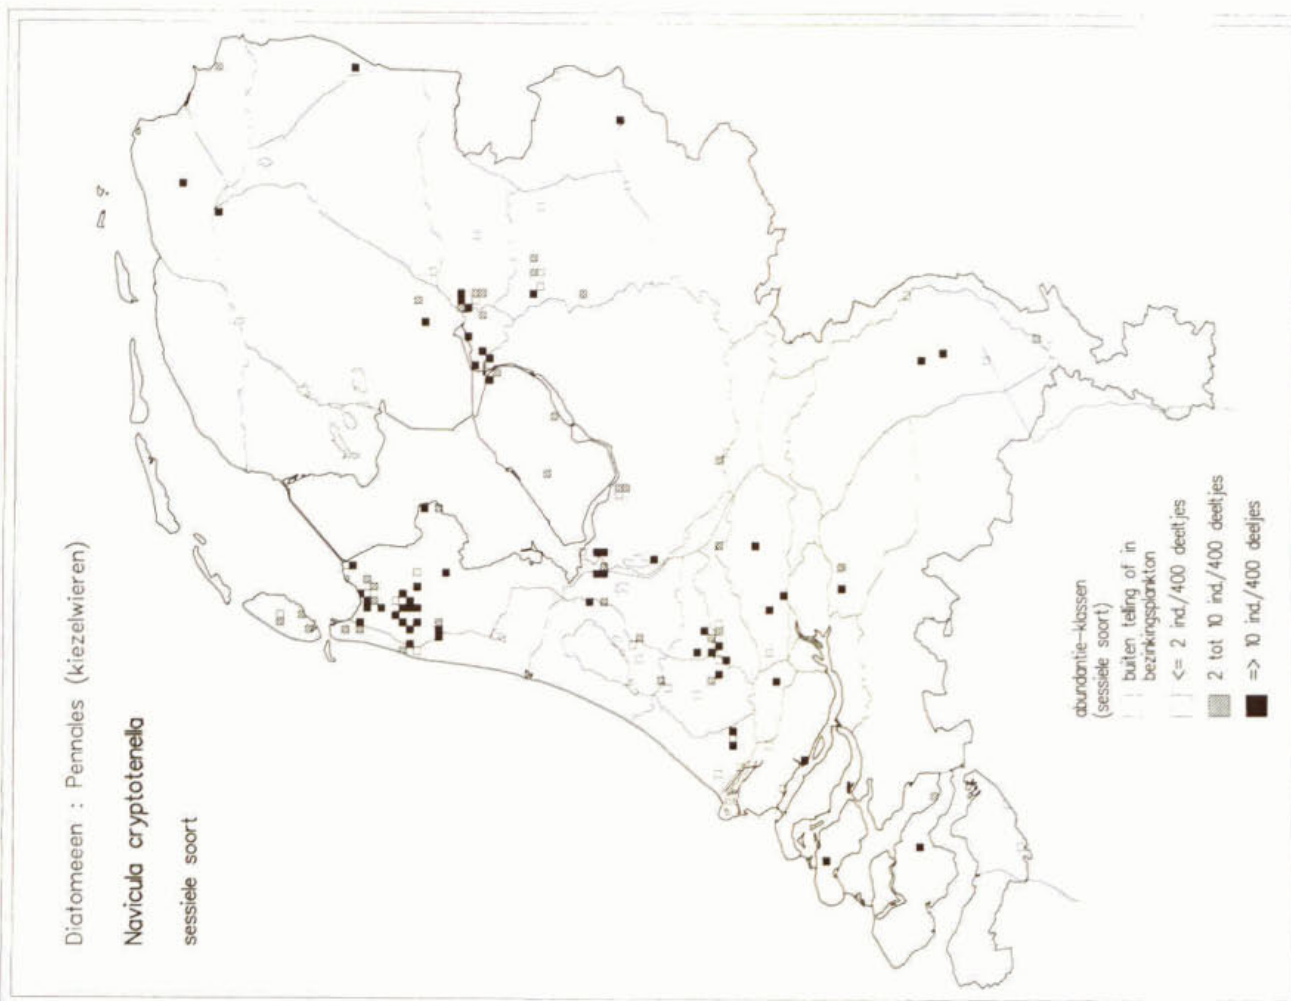 Diatomeeen : Pennales (kiezelwieren)
Navicula cryptotenella
sessiele soort
abundantie-klassen
(sessiele soort)
buiten telling of in
bezinkingsplankton
<= 2 ind./400 deeltjes
2 tot 10 ind./400 deeltjes
=> 10 ind./400 deeljes